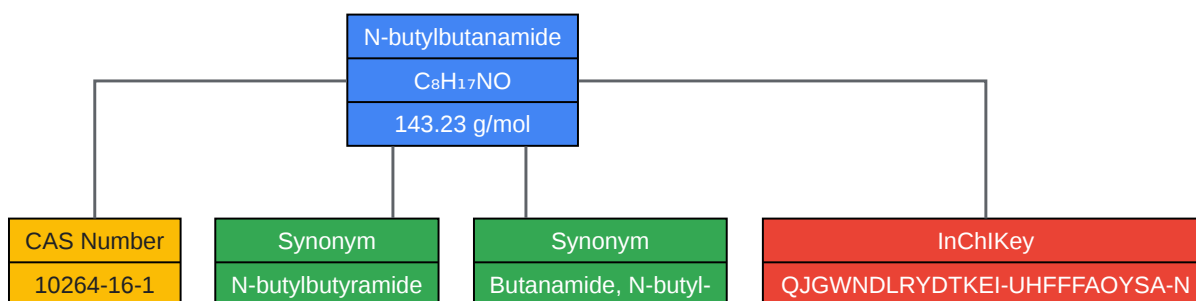 N-butylbutanamide
C₈H₁₇NO
143.23 g/mol
CAS Number
10264-16-1
Synonym
N-butylbutyramide
Synonym
Butanamide, N-butyl-
InChIKey
QJGWNDLRYDTKEI-UHFFFAOYSA-N